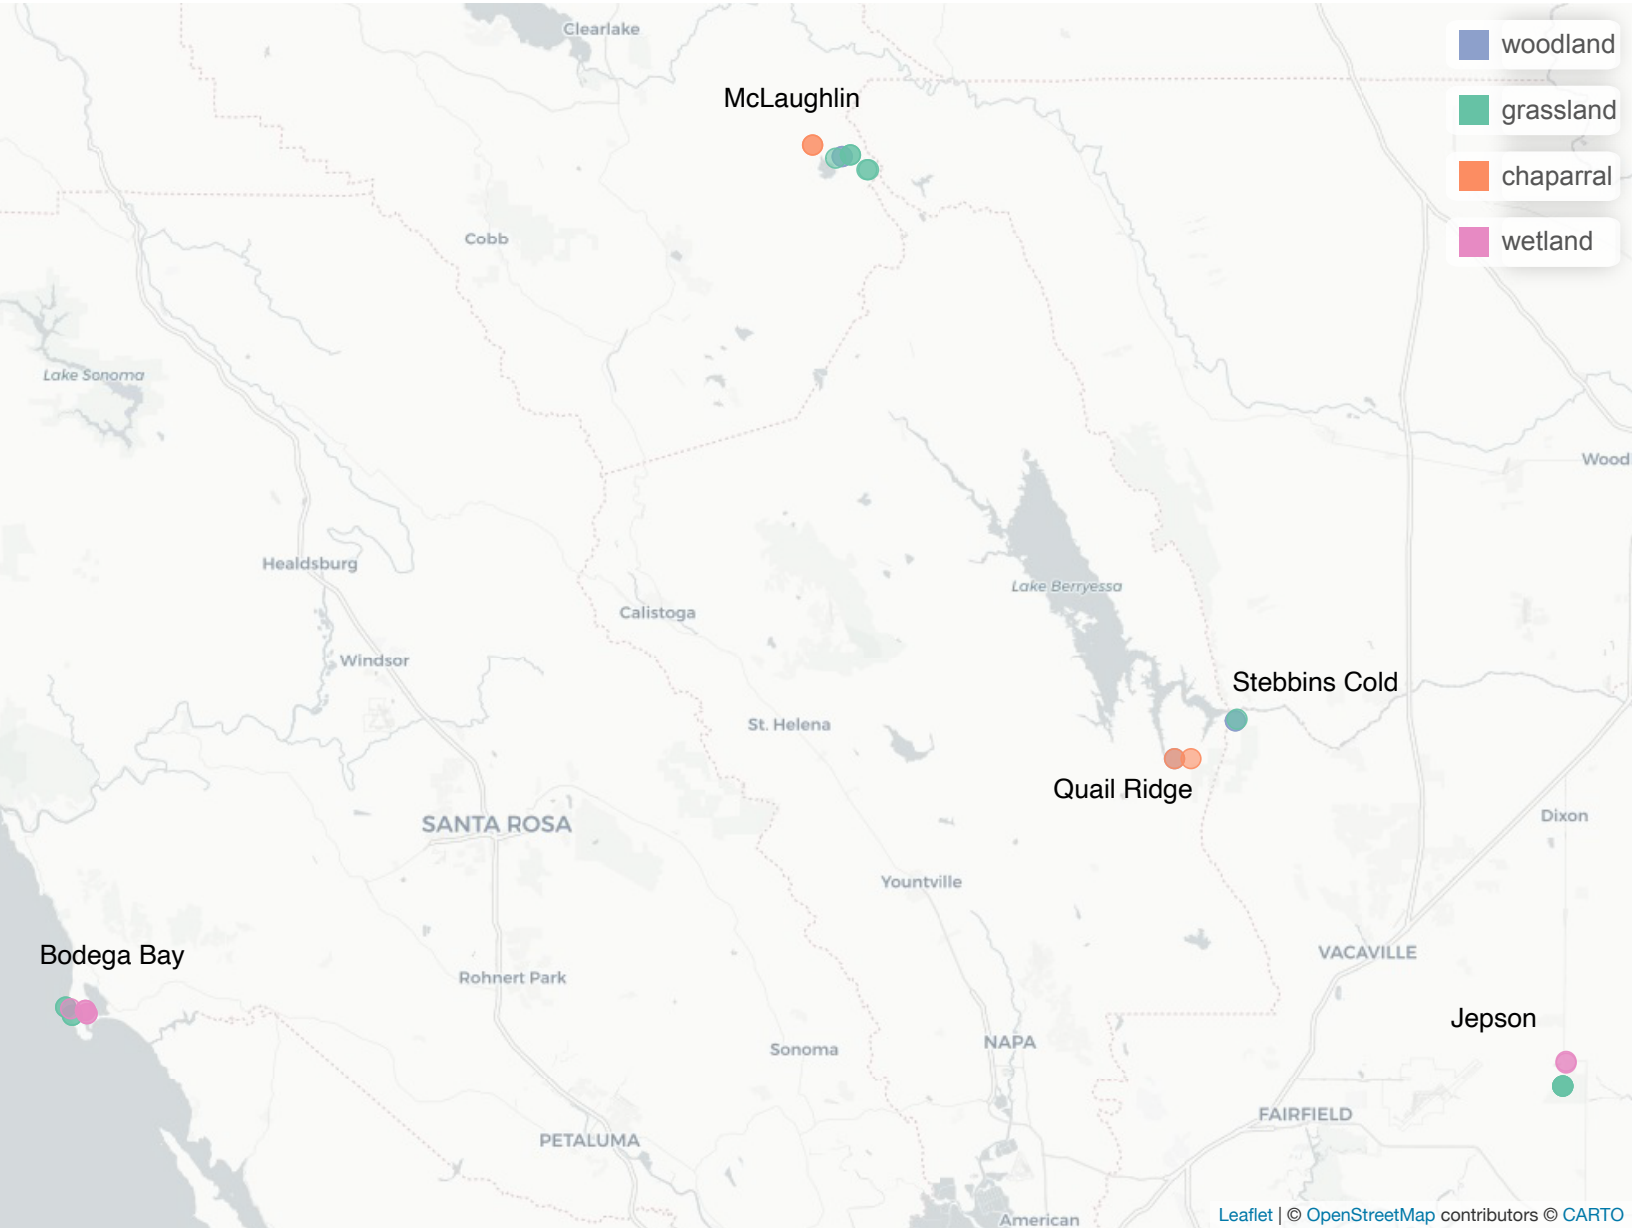 Clearlake
woodland
McLaughlin
grassland
chaparral
Cobb
wetland
Lake Sonoma
Wood
Healdsburg
Lake Berryessa
Calistoga
Windsor
Stebbins Cold
St. Helena
Quail Ridge
SANTA ROSA
Dixon
Yountville
Bodega Bay
VACAVILLE
Rohnert Park
Jepson
NAPA
Sonoma
FAIRFIELD
PETALUMA
American
Leaflet | © OpenStreetMap contributors © CARTO